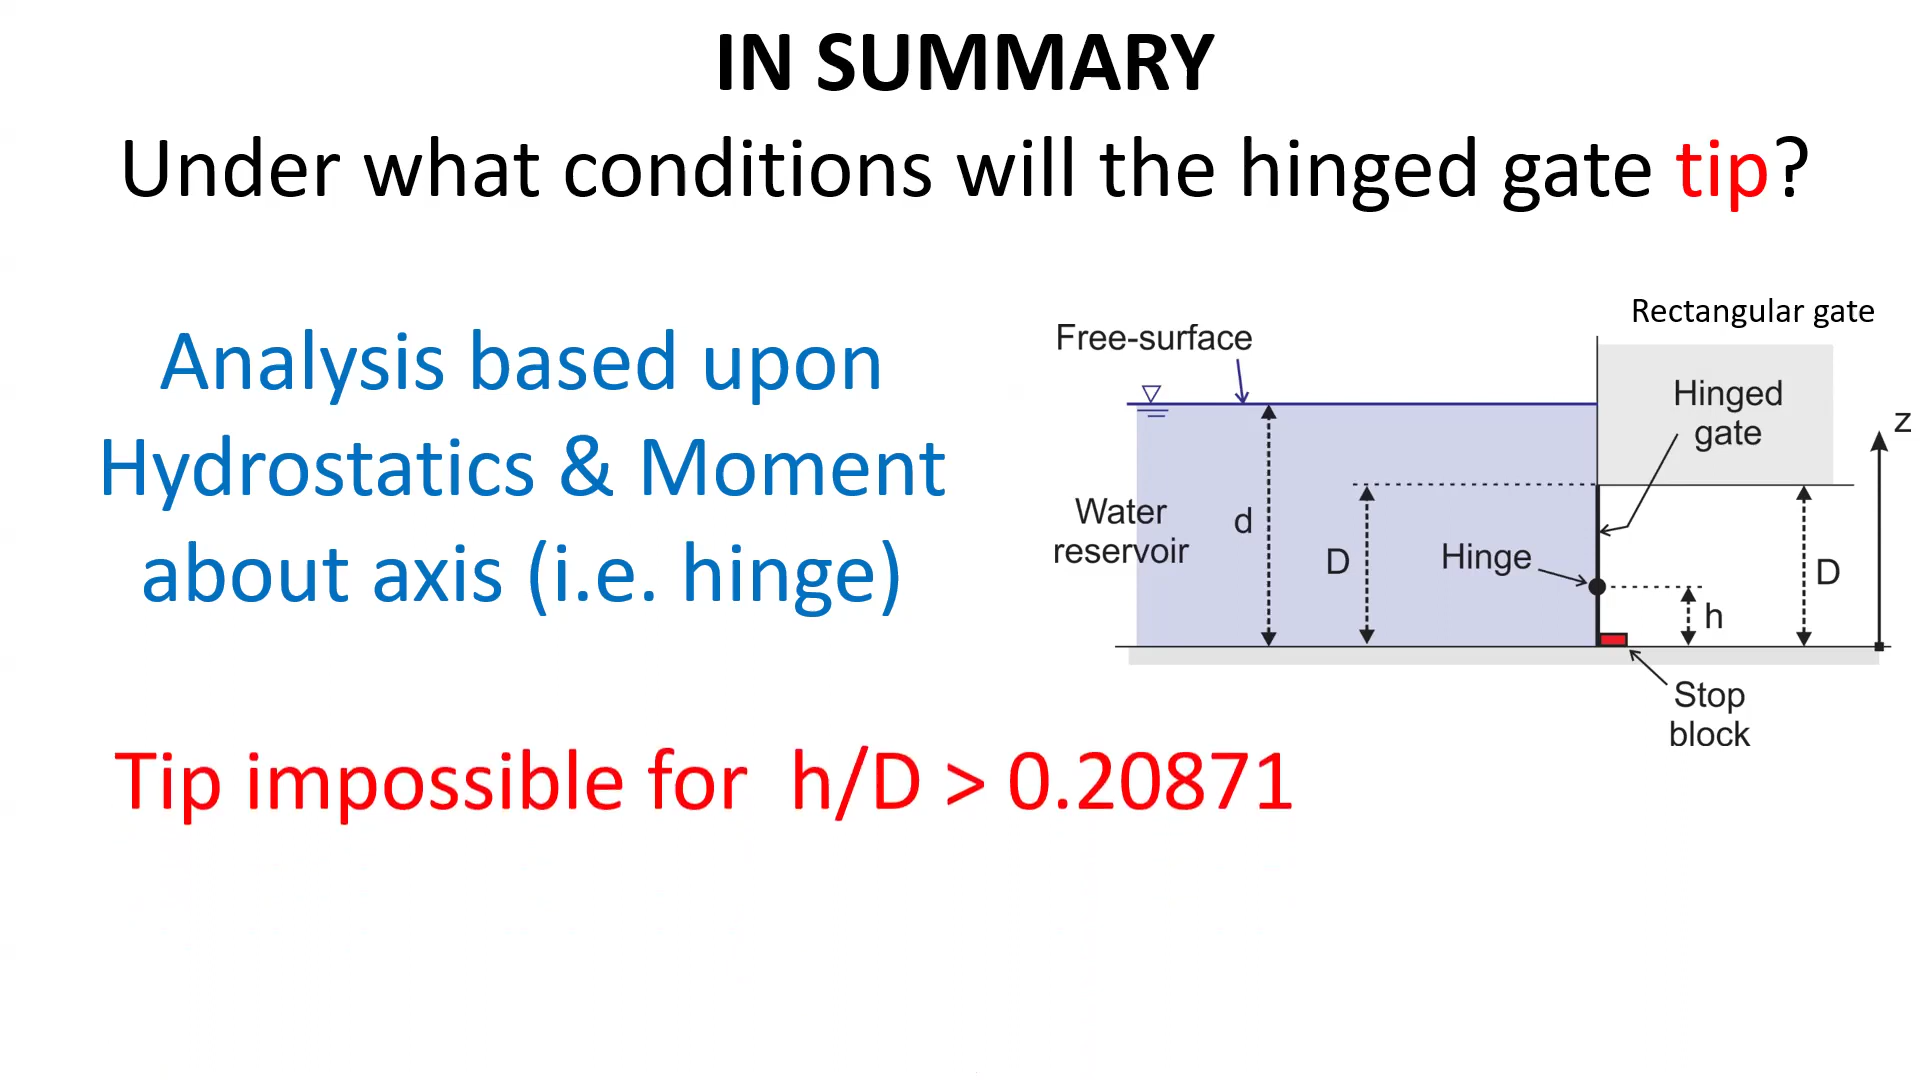 IN SUMMARY
Under what conditions will the hinged gate tip?
Analysis based upon
Hydrostatics & Moment
about axis (i.e. hinge)
Rectangular gate
Free-surface
Hinged
gate
z
Water
reservoir
d
D
Hinge
h
D
Stop
block
Tip impossible for h/D > 0.20871